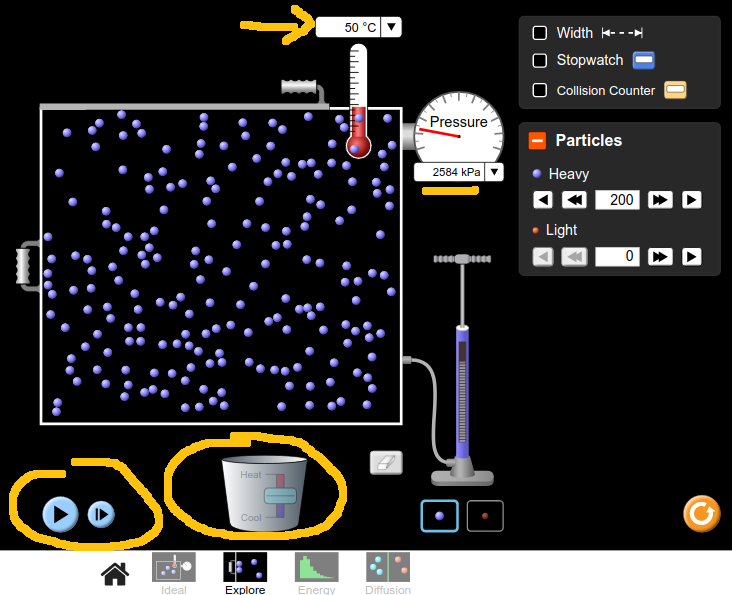 50 °C
Width
Stopwatch
Collision Counter
Pressure
2584 kPa
Particles
Heavy
200
Light
0
Heat
Cool
Ideal
Explore
Energy
Diffusion